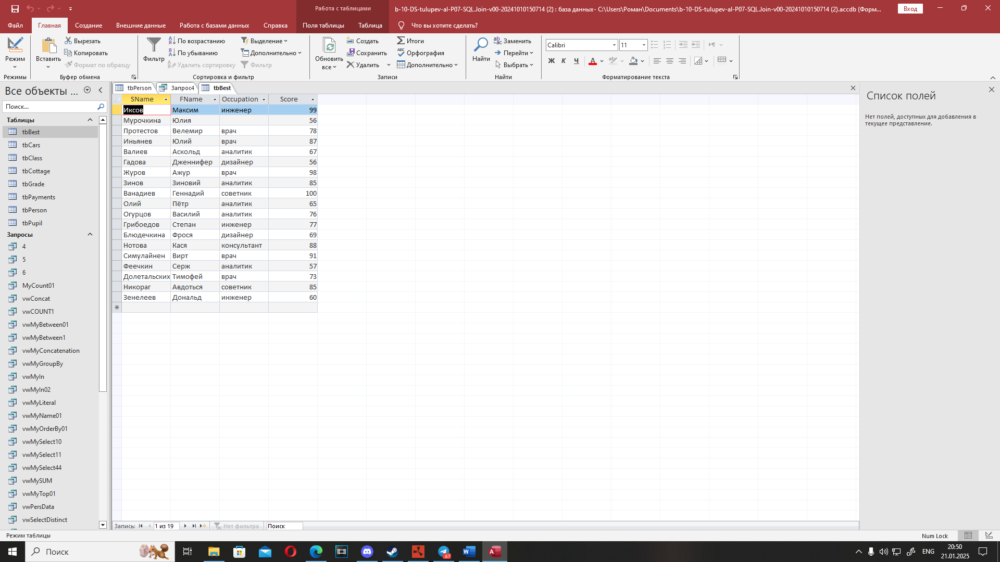 Работа с таблицами
b-10-DS-tulupev-al-P07-SQL.Join-v00-20241010150714 (2) : база данных- C:\Users\Роман\Documents\b-10-DS-tulupev-al-P07-SQL.Join-v00-20241010150714 (2).accdb (Форм...
Вход
Файл Главная Создание Внешние данные Работа с базами данных Справка Поля таблицы Таблица Что вы хотите сделать?
Режим
Режимы
Вставить
Вырезать
Копировать
Формат по образцу
Буфер обмена
Фильтр
По возрастанию
По убыванию
Удалить сортировку
Выделение
Дополнительно
Фильтр
Сортировка и фильтр
Обновить
все
Создать
Сохранить
Удалить
Итоги
Орфография
Дополнительно
Записи
Найти
Заменить
Перейти
Выбрать
Найти
Calibri 11
Ж К Ч А
Форматирование текста
Все объекты ...
Поиск...
Таблицы
tbBest
tbCars
tbClass
tbCottage
tbGrade
tbPayments
tbPerson
tbPupil
Запросы
4
5
6
MyCount01
vwConcat
vwCOUNT1
vwMyBetween01
vwMyBetween1
vwMyConcatenation
vwMyGroupBy
vwMyIn
vwMyIn02
vwMyLiteral
vwMyName01
vwMyOrderBy01
vwMySelect10
vwMySelect11
vwMySelect44
vwMySUM
vwMyTop01
vwPersData
vwSelectDistinct
tbPerson Запрос4 tbBest
SName FName Occupation Score
Иксов Максим инженер 99
Мурочкина Юлия 56
Протестов Велемир врач 78
Иньянев Юлий врач 87
Валиев Аскольд аналитик 67
Гадова Дженнифер дизайнер 56
Журов Ажур врач 98
Зинов Зиновий аналитик 85
Ванадиев Геннадий советник 100
Олий Пётр аналитик 65
Огурцов Василий аналитик 76
Грибоедов Степан инженер 77
Блюдечкина Фрося дизайнер 69
Нотова Кася консультант 88
Симулайнен Вирт врач 91
Феечкин Серж аналитик 57
Долетальских Тимофей врач 73
Никораг Авдотья советник 85
Зенелеев Дональд инженер 60
Запись: 1 из 19 Нет фильтра Поиск
Список полей
Нет полей, доступных для добавления в
текущее представление.
Режим таблицы
Num Lock
Поиск
67
ENG
20:50
21.01.2025